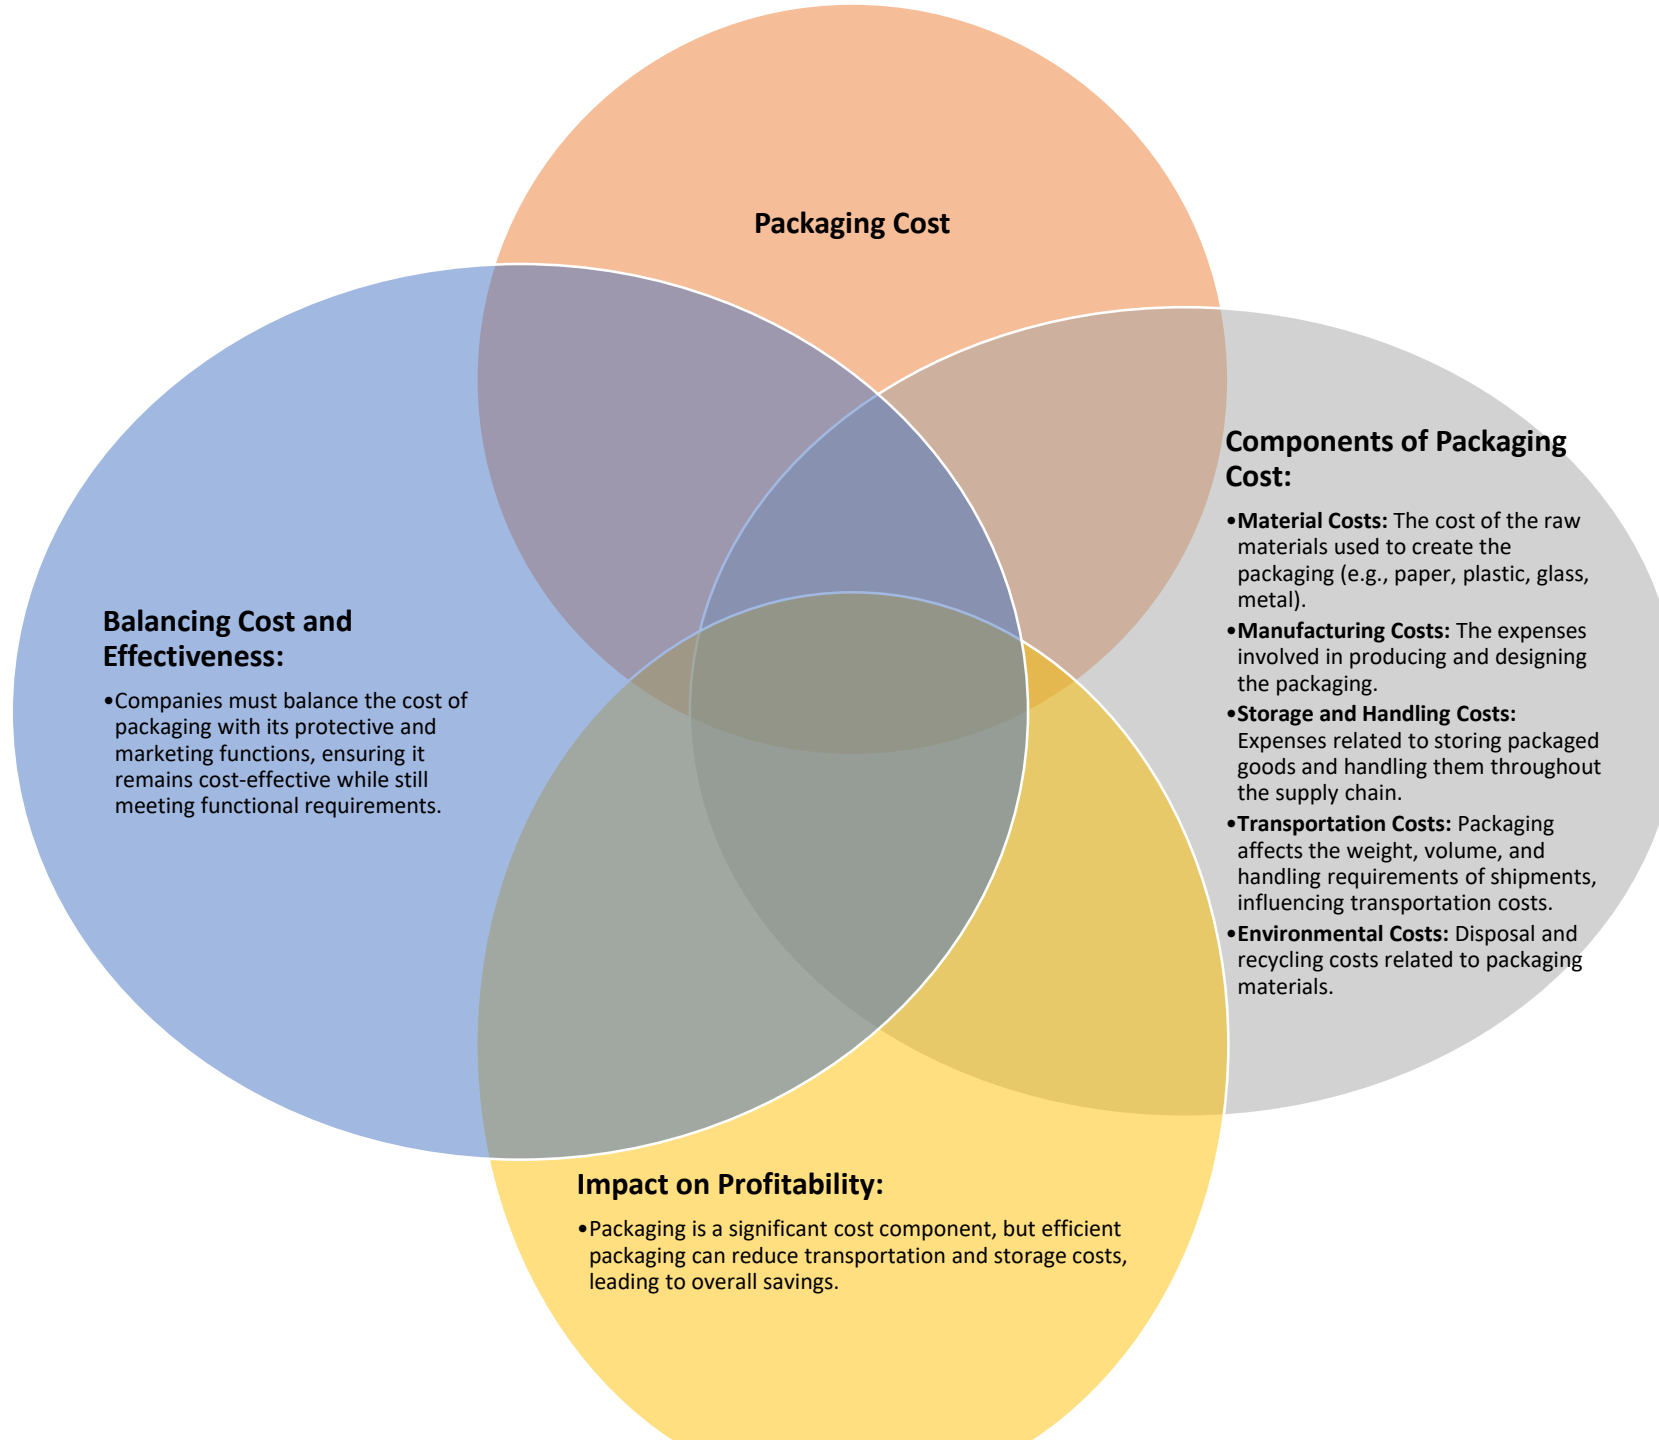 Packaging Cost
Components of Packaging
Cost:
•Material Costs: The cost of the raw
materials used to create the
packaging (e.g., paper, plastic, glass,
metal).
•Manufacturing Costs: The expenses
involved in producing and designing
the packaging.
•Storage and Handling Costs:
Expenses related to storing packaged
goods and handling them throughout
the supply chain.
•Transportation Costs: Packaging
affects the weight, volume, and
handling requirements of shipments,
influencing transportation costs.
•Environmental Costs: Disposal and
recycling costs related to packaging
materials.
Impact on Profitability:
•Packaging is a significant cost component, but efficient
packaging can reduce transportation and storage costs,
leading to overall savings.
Balancing Cost and
Effectiveness:
•Companies must balance the cost of
packaging with its protective and
marketing functions, ensuring it
remains cost-effective while still
meeting functional requirements.